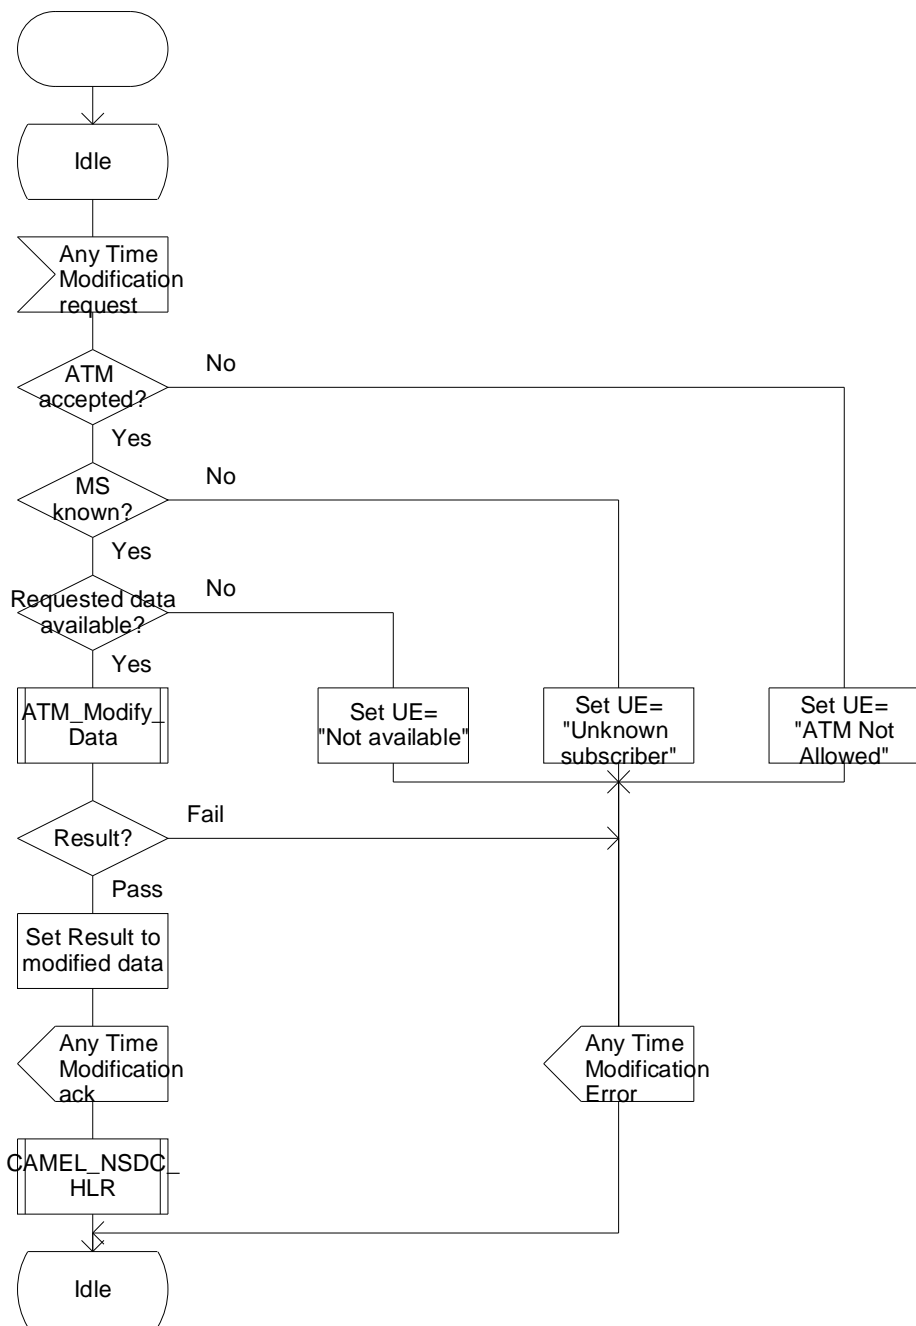 Idle
Any Time
Modification
request
ATM
accepted?
No
Yes
MS
known?
No
Yes
Requested data
available?
No
Yes
ATM_Modify_
Data
Set UE=
"Not available"
Set UE=
"Unknown
subscriber"
Set UE=
"ATM Not
Allowed"
Result?
Fail
Pass
Set Result to
modified data
Any Time
Modification
ack
Any Time
Modification
Error
CAMEL_NSDC_
HLR
Idle